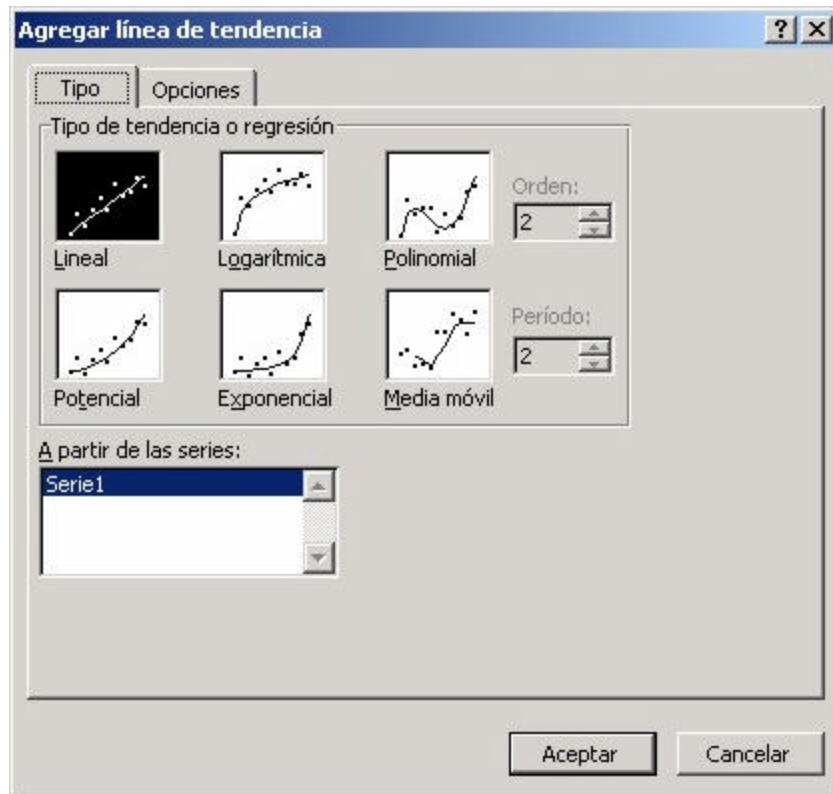 Agregar línea de tendencia
Tipo
Opciones
Tipo de tendencia o regresión
Lineal
Logarítmica
Polinomial
Orden:
2
Potencial
Exponencial
Media móvil
Período:
2
A partir de las series:
Serie1
Aceptar
Cancelar